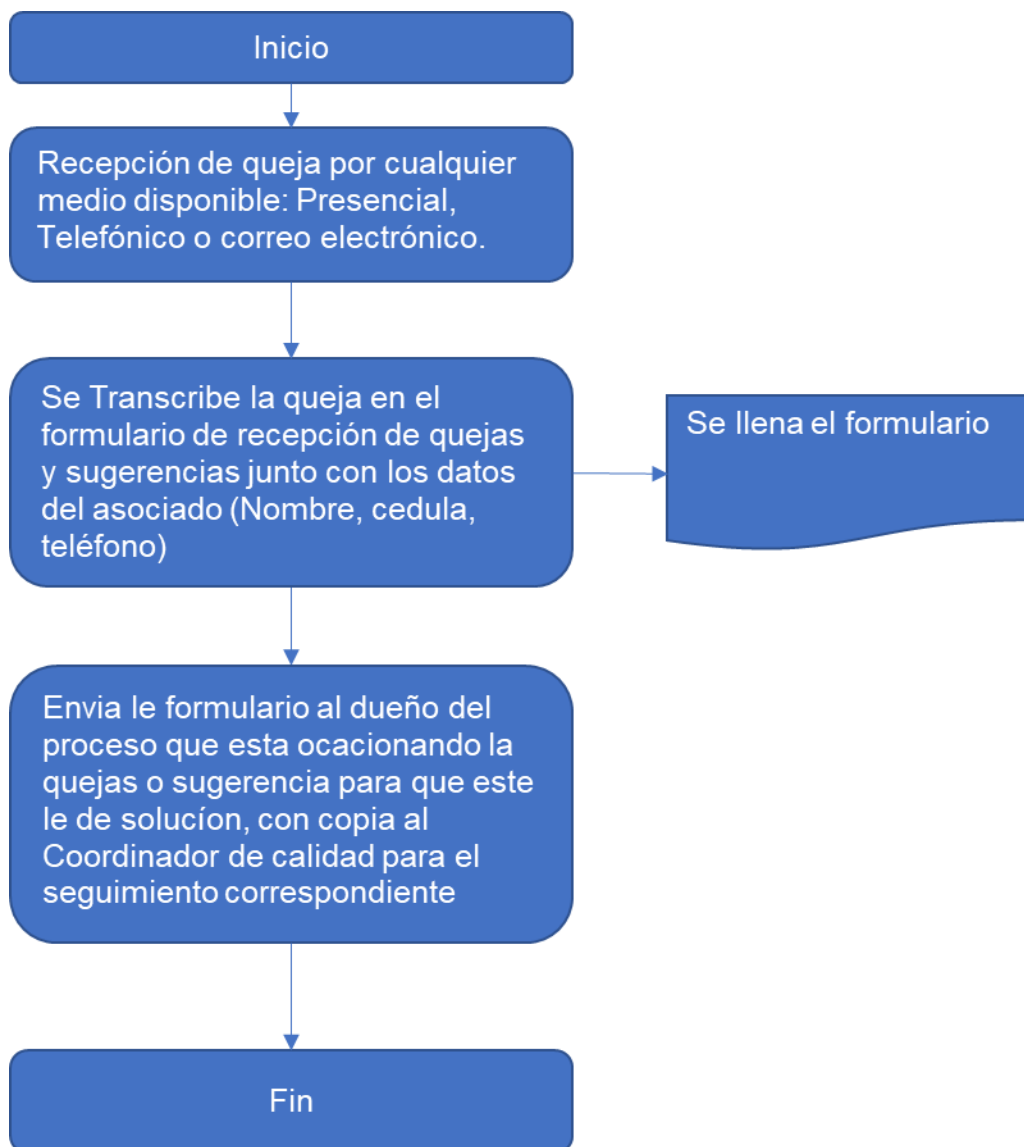 Inicio
Recepción de queja por cualquier
medio disponible: Presencial,
Telefónico o correo electrónico.
Se Transcribe la queja en el
formulario de recepción de quejas
y sugerencias junto con los datos
del asociado (Nombre, cedula,
teléfono)
Se llena el formulario
Envia le formulario al dueño del
proceso que esta ocacionando la
quejas o sugerencia para que este
le de solucíon, con copia al
Coordinador de calidad para el
seguimiento correspondiente
Fin